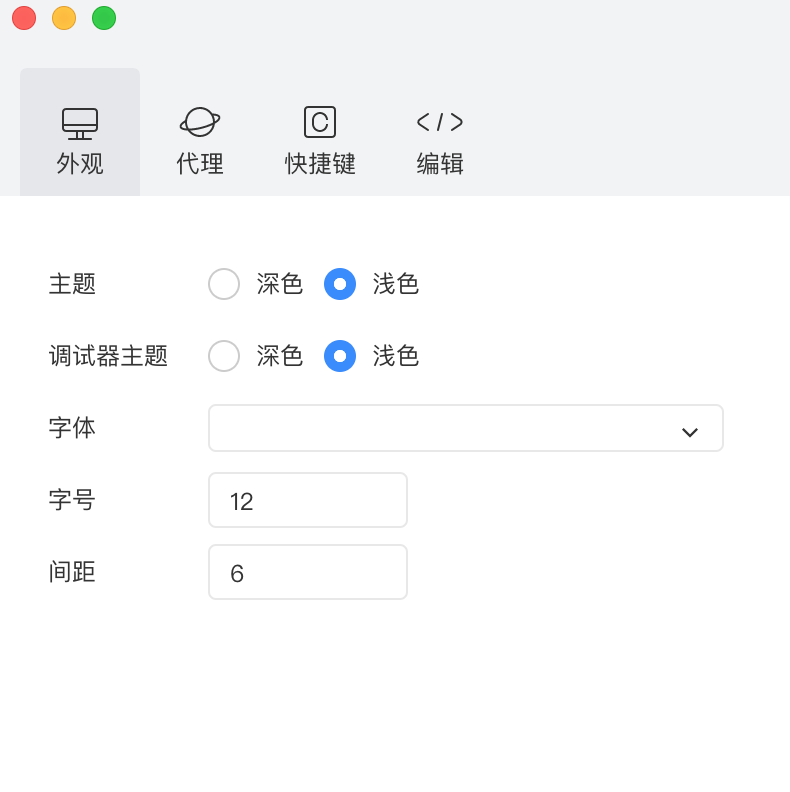 外观 代理 快捷键 编辑
主题 深色 浅色
调试器主题 深色 浅色
字体
字号 12
间距 6